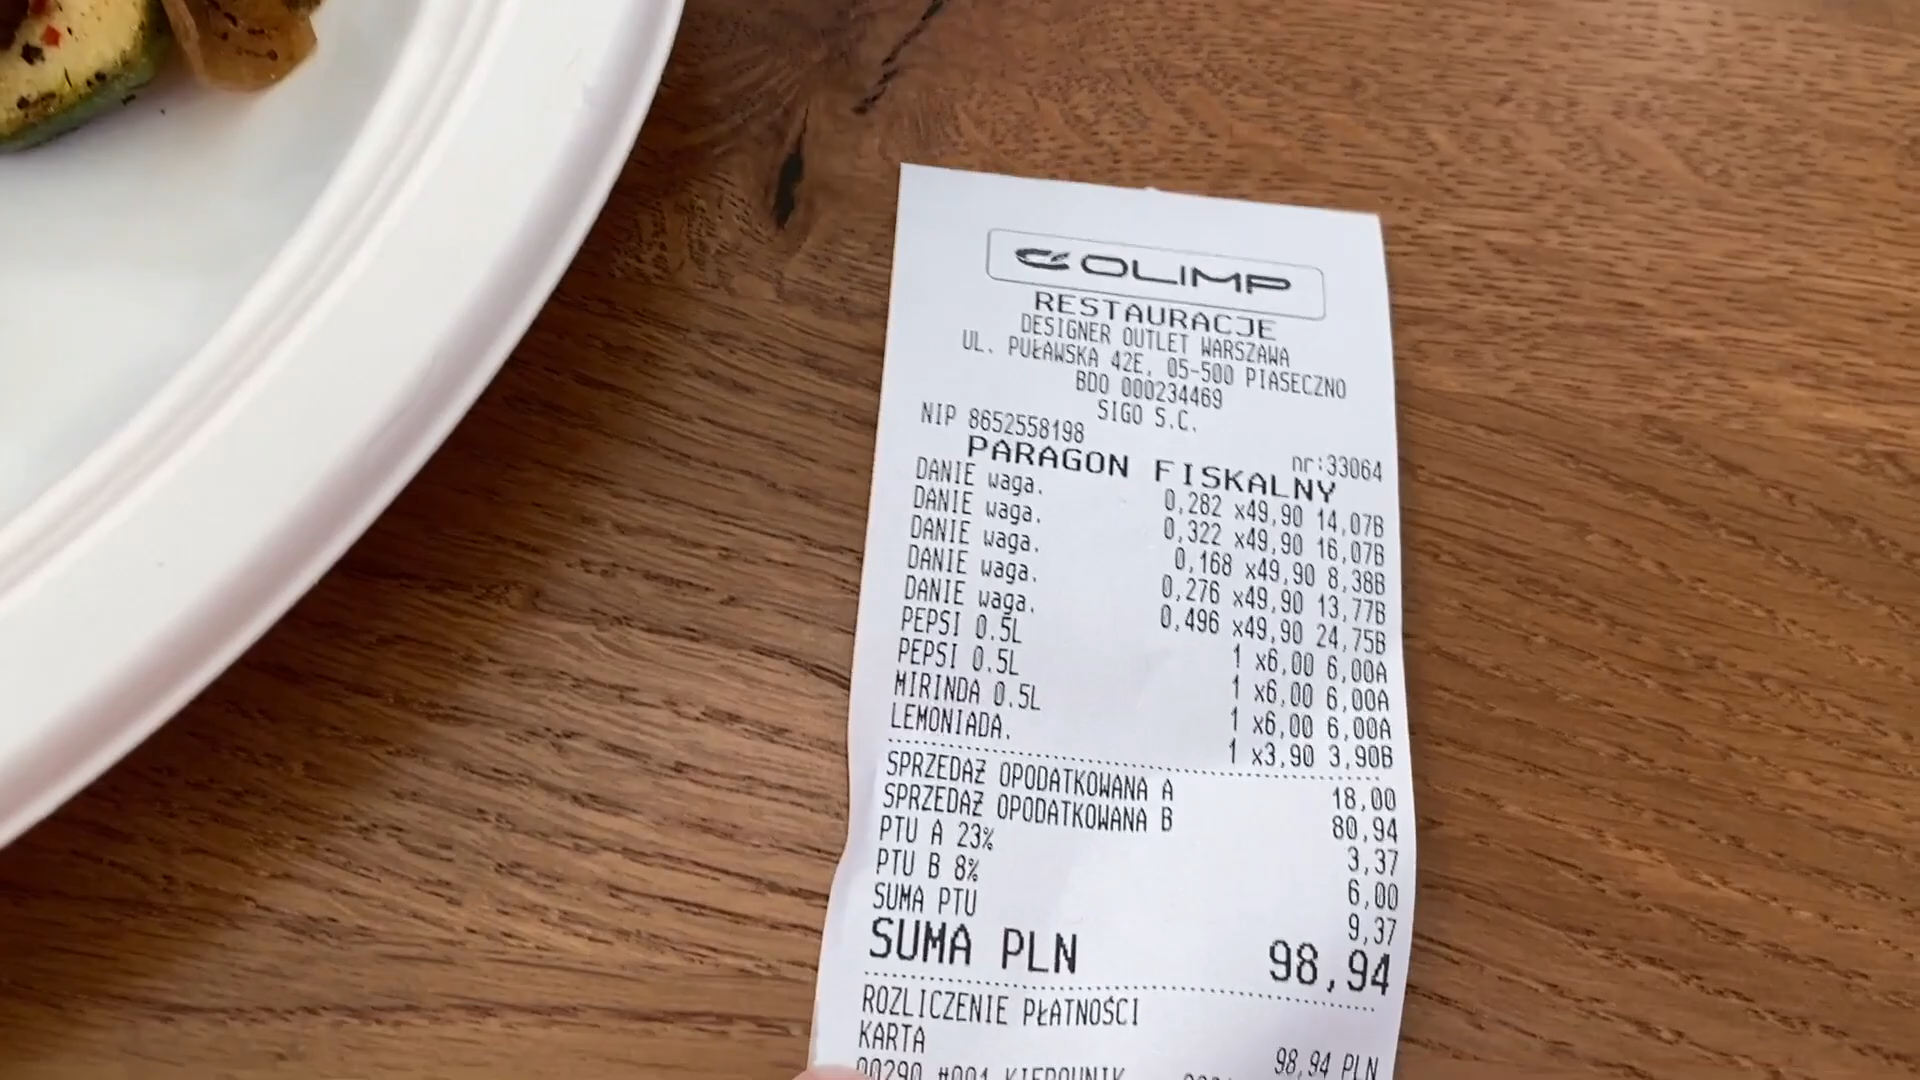 OLIMP
RESTAURACJE
DESIGNER OUTLET WARSZAWA
UL. PUŁAWSKA 42E, 05-500 PIASECZNO
BDO 000234469
SIGO S.C.
NIP 8652558198 nr:33064
PARAGON FISKALNY
DANIE waga. 0,282 x49,90 14,07B
DANIE waga. 0,322 x49,90 16,07B
DANIE waga. 0,168 x49,90 8,38B
DANIE waga. 0,276 x49,90 13,77B
DANIE waga. 0,496 x49,90 24,75B
PEPSI 0.5L 1 x6,00 6,00A
PEPSI 0.5L 1 x6,00 6,00A
MIRINDA 0.5L 1 x6,00 6,00A
LEMONIADA. 1 x3,90 3,90B
SPRZEDAŻ OPODATKOWANA A 18,00
SPRZEDAŻ OPODATKOWANA B 80,94
PTU A 23% 3,37
PTU B 8% 6,00
SUMA PTU 9,37
SUMA PLN 98,94
ROZLICZENIE PŁATNOŚCI
KARTA 98,94 PLN
00290 #001 KIEROWNIK